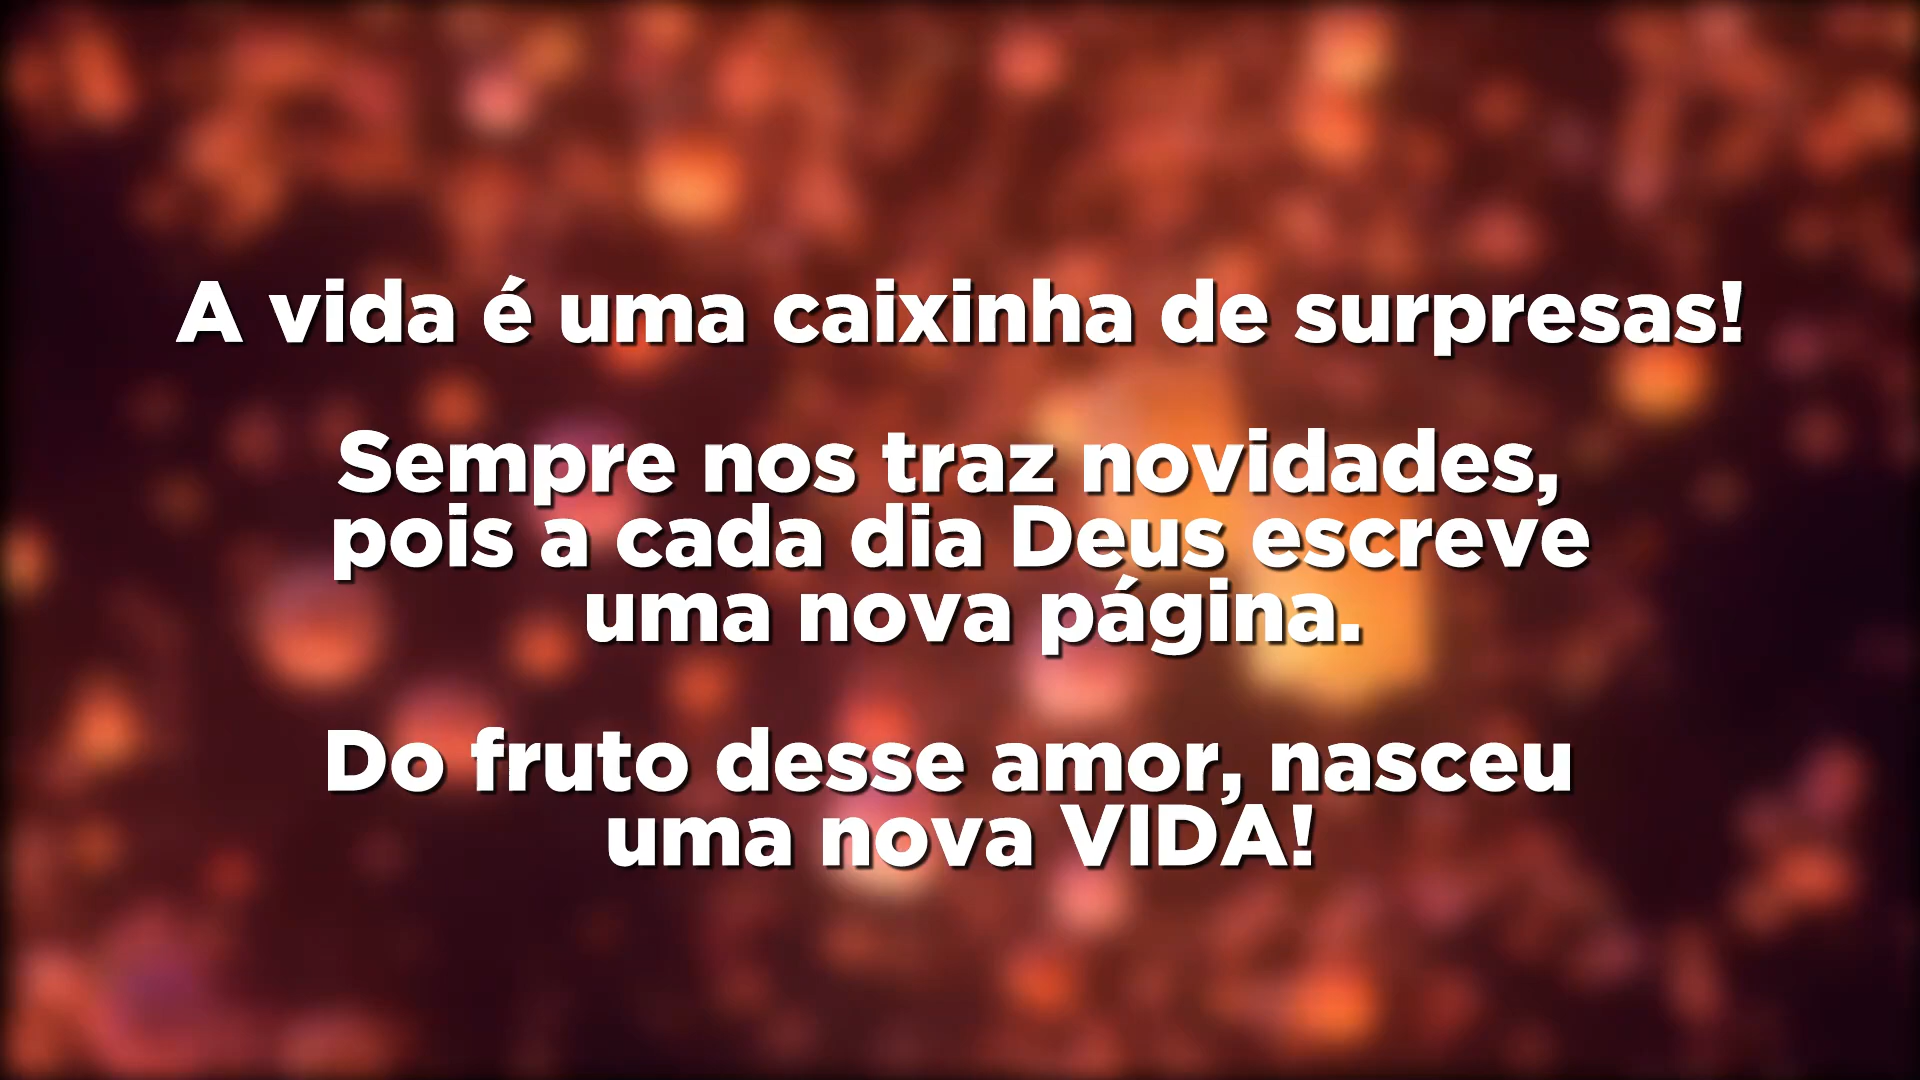 A vida é uma caixinha de surpresas!
Sempre nos traz novidades,
pois a cada dia Deus escreve
uma nova página.
Do fruto desse amor, nasceu
uma nova VIDA!